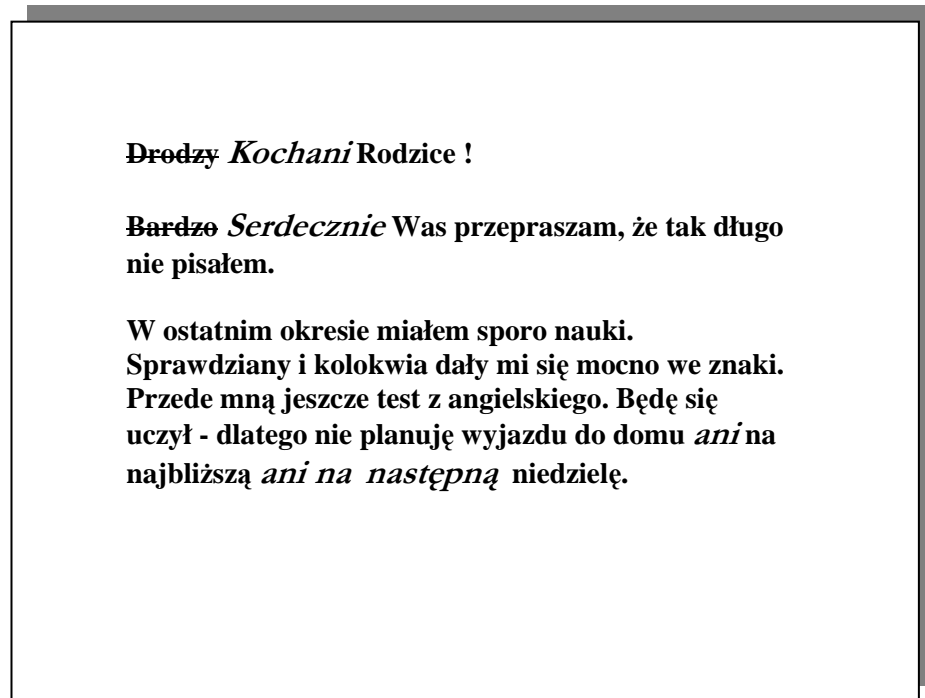 Drodzy Kochani Rodzice !
Bardzo Serdecznie Was przepraszam, że tak długo
nie pisałem.
W ostatnim okresie miałem sporo nauki.
Sprawdziany i kolokwia dały mi się mocno we znaki.
Przede mną jeszcze test z angielskiego. Będę się
uczył - dlatego nie planuję wyjazdu do domu ani na
najbliższą ani na następną niedzielę.